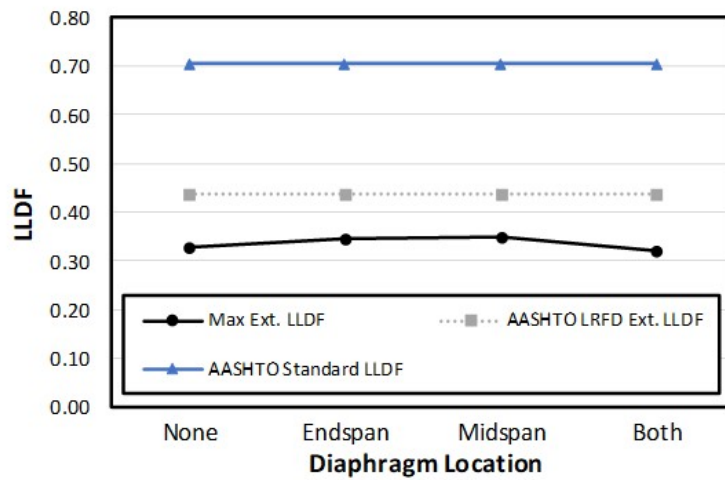 0.80
0.70
0.60
0.50
0.40
0.30
0.20
0.10
0.00
LLDF
Max Ext. LLDF
AASHTO LRFD Ext. LLDF
AASHTO Standard LLDF
None Endspan Midspan Both
Diaphragm Location